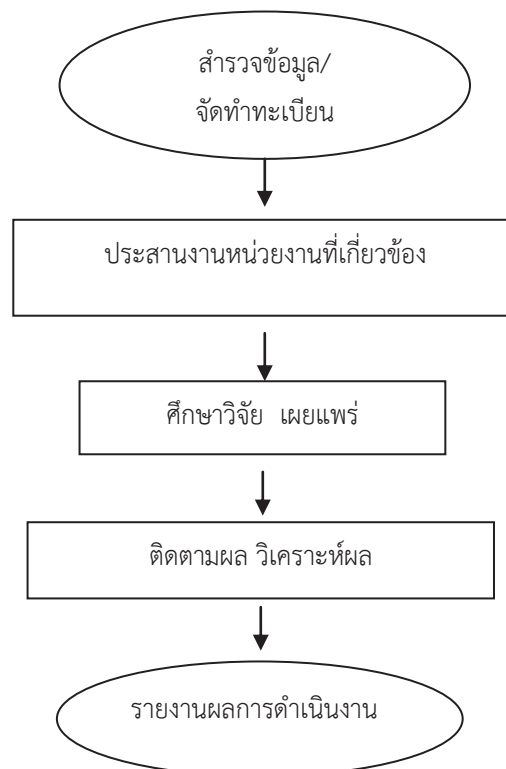 สำรวจข้อมูล/
จัดทำทะเบียน
ประสานงานหน่วยงานที่เกี่ยวข้อง
ศึกษาวิจัย เผยแพร่
ติดตามผล วิเคราะห์ผล
รายงานผลการดำเนินงาน